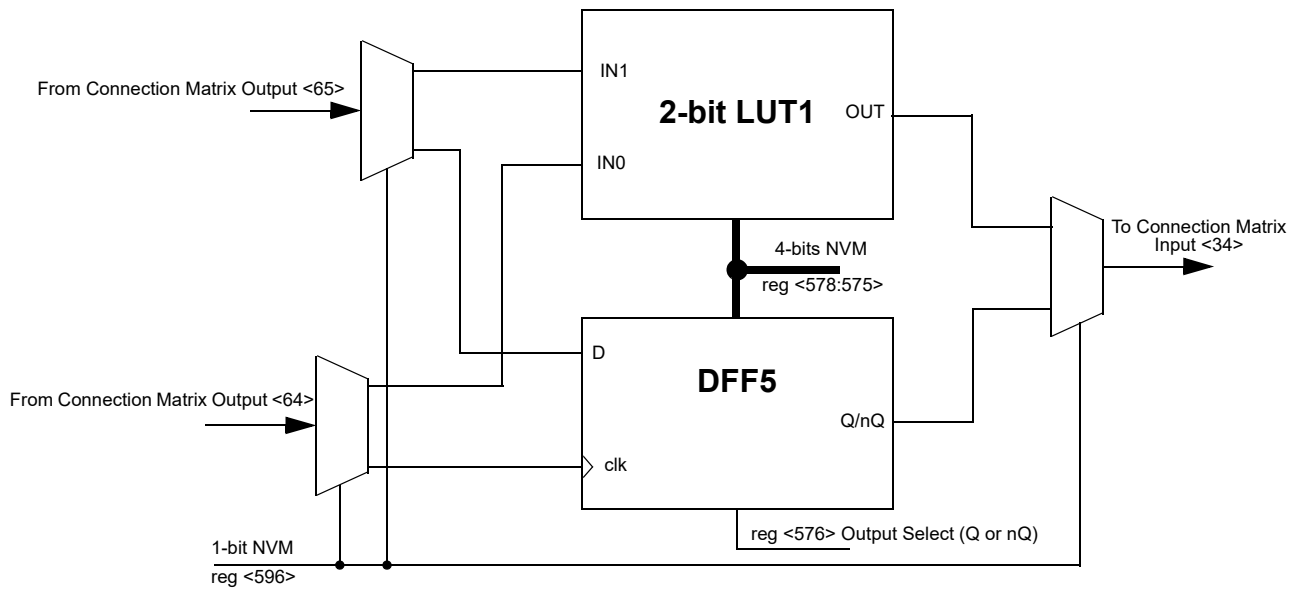 From Connection Matrix Output <65>
IN1
2-bit LUT1
OUT
IN0
To Connection Matrix
Input <34>
4-bits NVM
reg <578:575>
D
DFF5
From Connection Matrix Output <64>
Q/nQ
clk
reg <576> Output Select (Q or nQ)
1-bit NVM
reg <596>